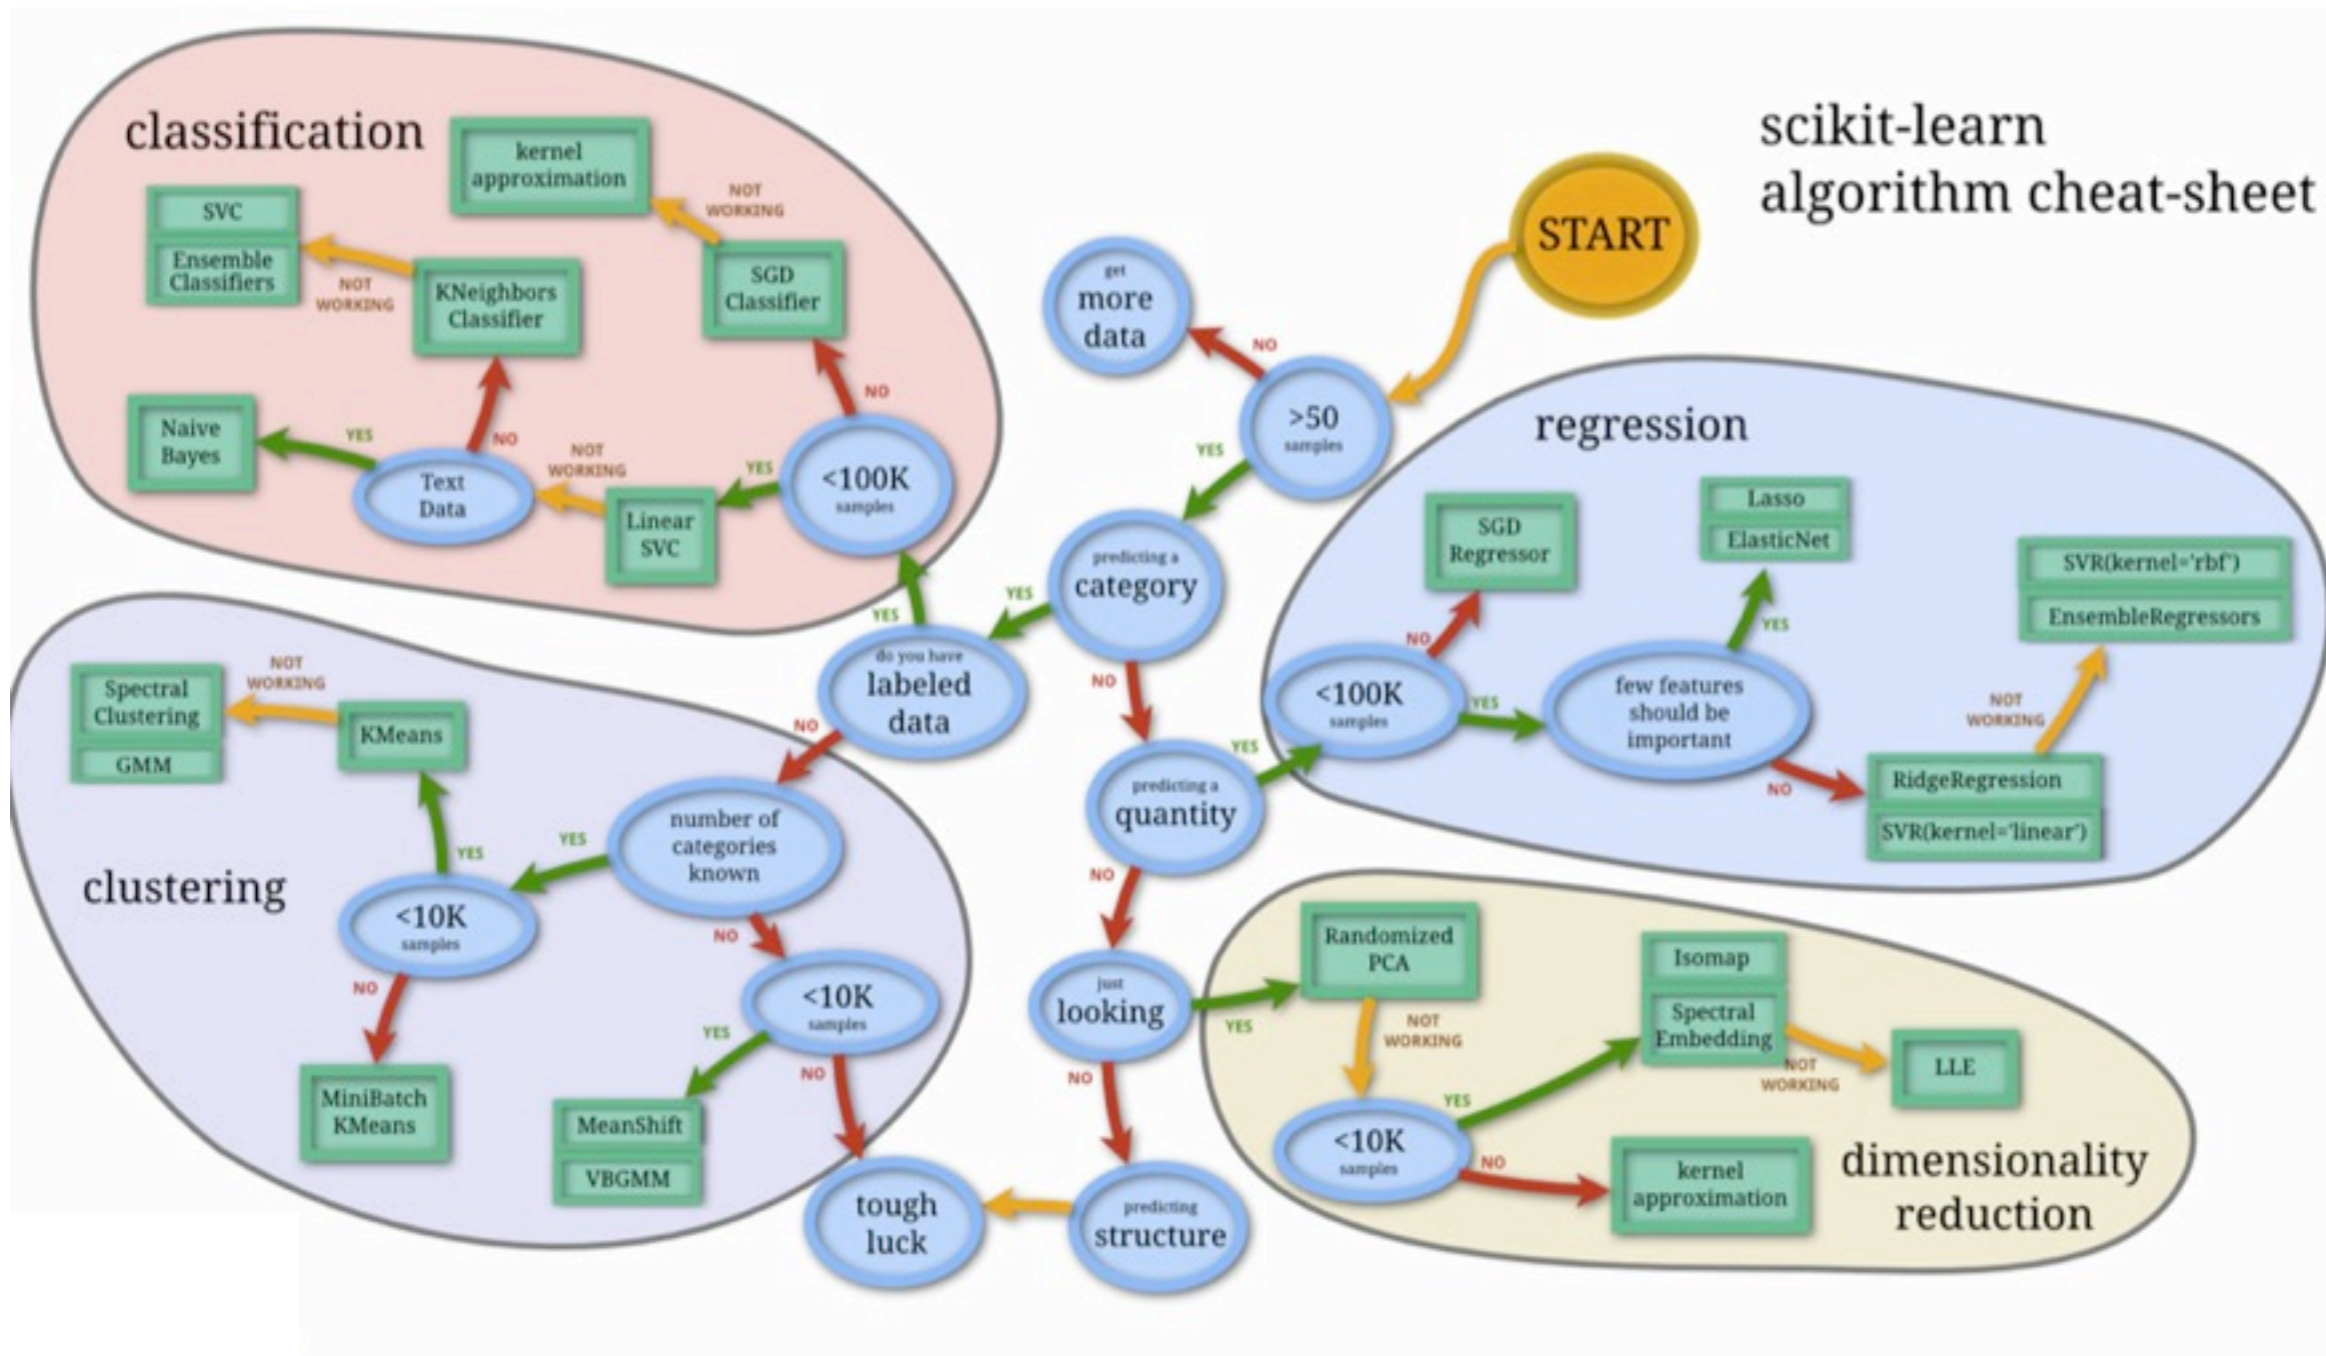 scikit-learn
algorithm cheat-sheet
START
>50
samples
NO
get
more
data
YES
predicting a
category
YES
do you have
labeled
data
YES
NO
NO
predicting a
quantity
YES
NO
just
looking
YES
NO
predicting
structure
tough
luck
classification
<100K
samples
NO
SGD
Classifier
NOT
WORKING
kernel
approximation
YES
Linear
SVC
NOT
WORKING
Text
Data
YES
Naive
Bayes
NO
KNeighbors
Classifier
NOT
WORKING
SVC
Ensemble
Classifiers
clustering
number of
categories
known
YES
<10K
samples
YES
KMeans
NOT
WORKING
Spectral
Clustering
GMM
NO
MiniBatch
KMeans
NO
<10K
samples
YES
MeanShift
VBGMM
NO
regression
<100K
samples
NO
SGD
Regressor
YES
few features
should be
important
YES
Lasso
ElasticNet
NO
RidgeRegression
SVR(kernel='linear')
NOT
WORKING
SVR(kernel='rbf')
EnsembleRegressors
dimensionality
reduction
Randomized
PCA
NOT
WORKING
<10K
samples
YES
Isomap
Spectral
Embedding
NOT
WORKING
LLE
NO
kernel
approximation